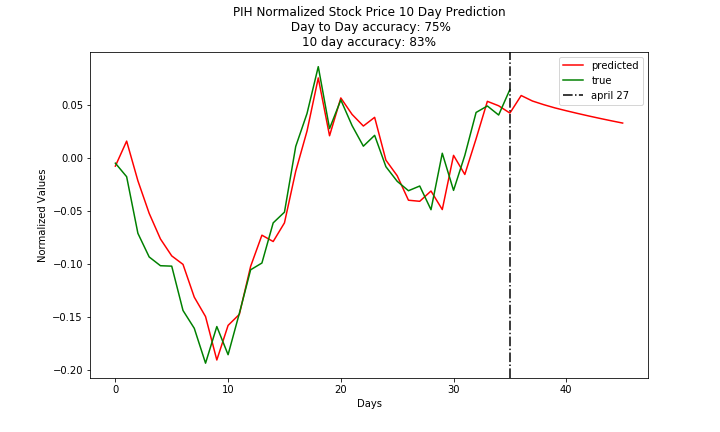 PIH Normalized Stock Price 10 Day Prediction
Day to Day accuracy: 75%
10 day accuracy: 83%
predicted
true
april 27
Normalized Values
0.05
0.00
−0.05
−0.10
−0.15
−0.20
0 10 20 30 40
Days